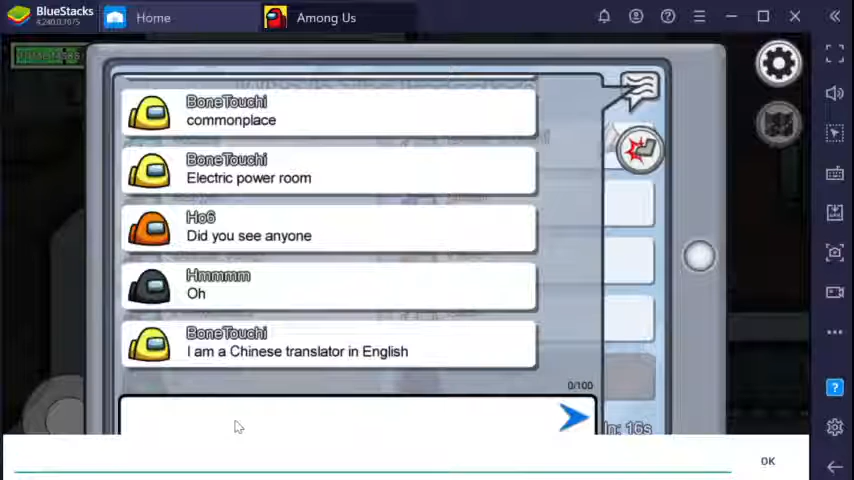 BlueStacks
4.240.0.7075
Home
Among Us
BoneTouchi
commonplace
BoneTouchi
Electric power room
Ho6
Did you see anyone
Hmmmm
Oh
BoneTouchi
I am a Chinese translator in English
0/100
In: 16s
OK